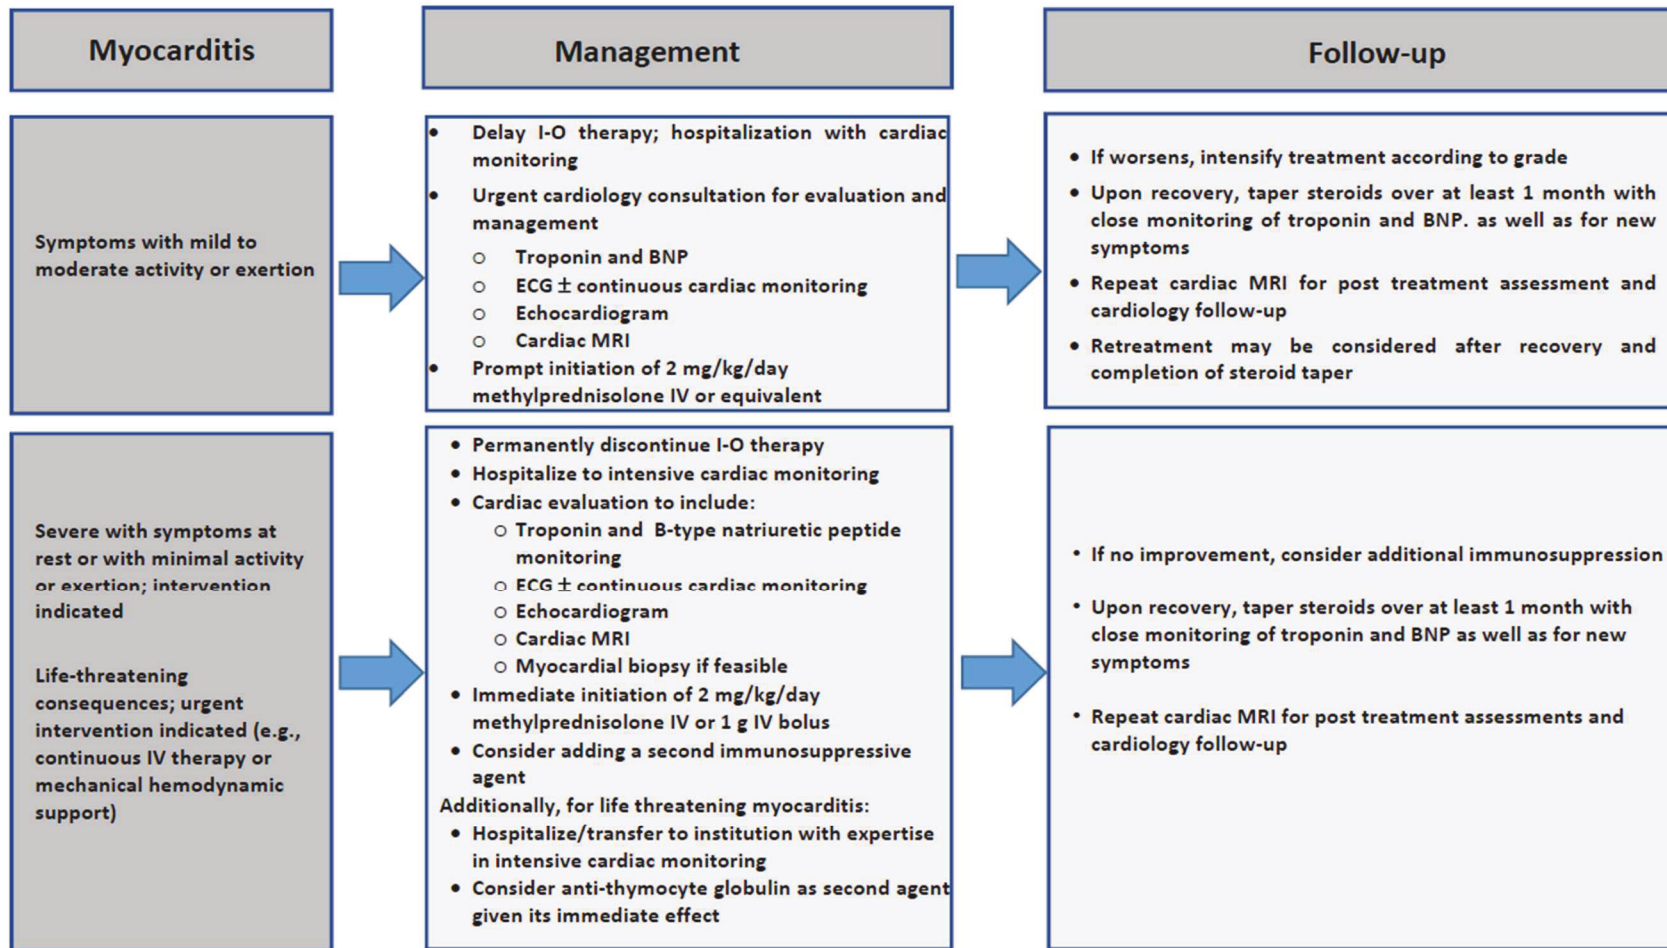 Myocarditis
Management
Follow-up
Symptoms with mild to
moderate activity or exertion
• Delay I-O therapy; hospitalization with cardiac
monitoring
• Urgent cardiology consultation for evaluation and
management
o Troponin and BNP
o ECG ± continuous cardiac monitoring
o Echocardiogram
o Cardiac MRI
• Prompt initiation of 2 mg/kg/day
methylprednisolone IV or equivalent
• If worsens, intensify treatment according to grade
• Upon recovery, taper steroids over at least 1 month with
close monitoring of troponin and BNP. as well as for new
symptoms
• Repeat cardiac MRI for post treatment assessment and
cardiology follow-up
• Retreatment may be considered after recovery and
completion of steroid taper
Severe with symptoms at
rest or with minimal activity
or exertion; intervention
indicated
Life-threatening
consequences; urgent
intervention indicated (e.g.,
continuous IV therapy or
mechanical hemodynamic
support)
• Permanently discontinue I-O therapy
• Hospitalize to intensive cardiac monitoring
• Cardiac evaluation to include:
o Troponin and B-type natriuretic peptide
monitoring
o ECG ± continuous cardiac monitoring
o Echocardiogram
o Cardiac MRI
o Myocardial biopsy if feasible
• Immediate initiation of 2 mg/kg/day
methylprednisolone IV or 1 g IV bolus
• Consider adding a second immunosuppressive
agent
Additionally, for life threatening myocarditis:
• Hospitalize/transfer to institution with expertise
in intensive cardiac monitoring
• Consider anti-thymocyte globulin as second agent
given its immediate effect
• If no improvement, consider additional immunosuppression
• Upon recovery, taper steroids over at least 1 month with
close monitoring of troponin and BNP as well as for new
symptoms
• Repeat cardiac MRI for post treatment assessments and
cardiology follow-up